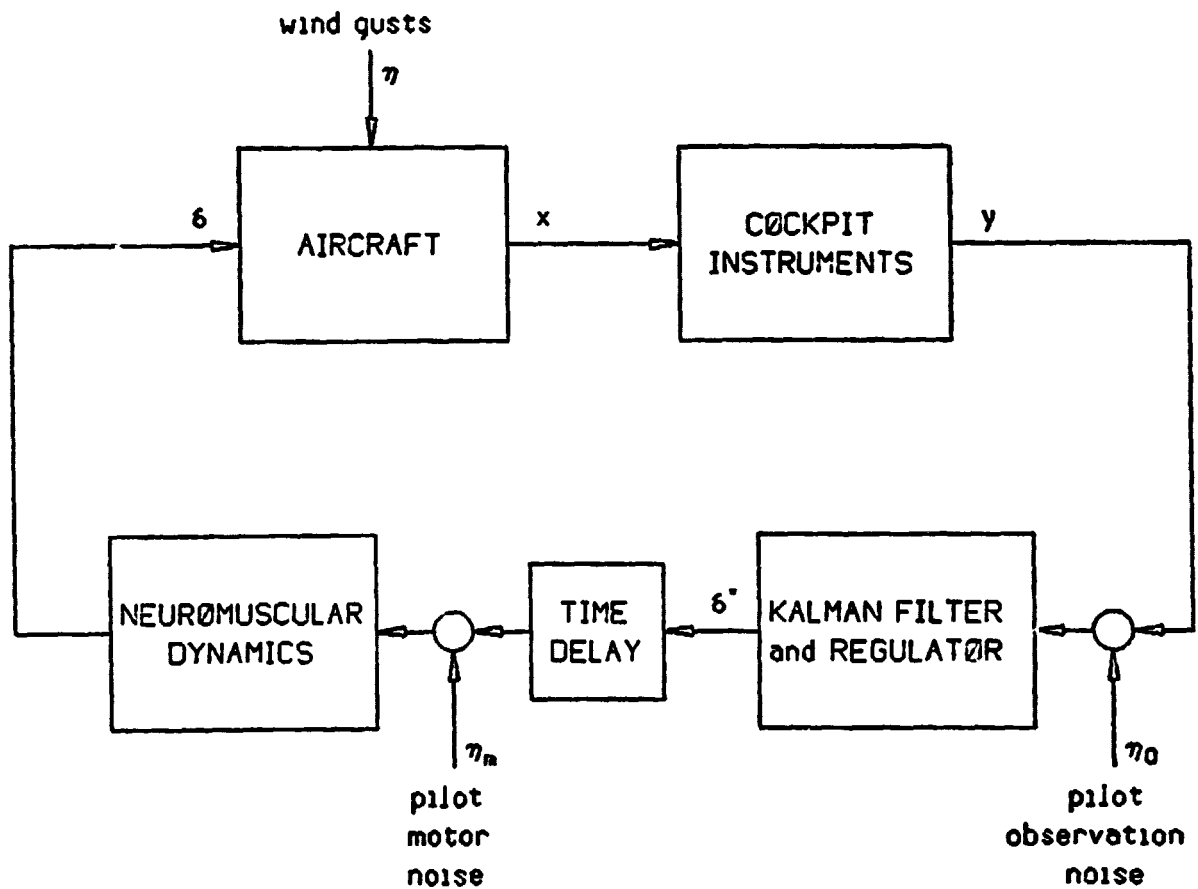 wind gusts
η
δ
AIRCRAFT
x
CØCKPIT
INSTRUMENTS
y
NEURØMUSCULAR
DYNAMICS
TIME
DELAY
δ*
KALMAN FILTER
and REGULATØR
ηm
pilot
motor
noise
ηO
pilot
observation
noise